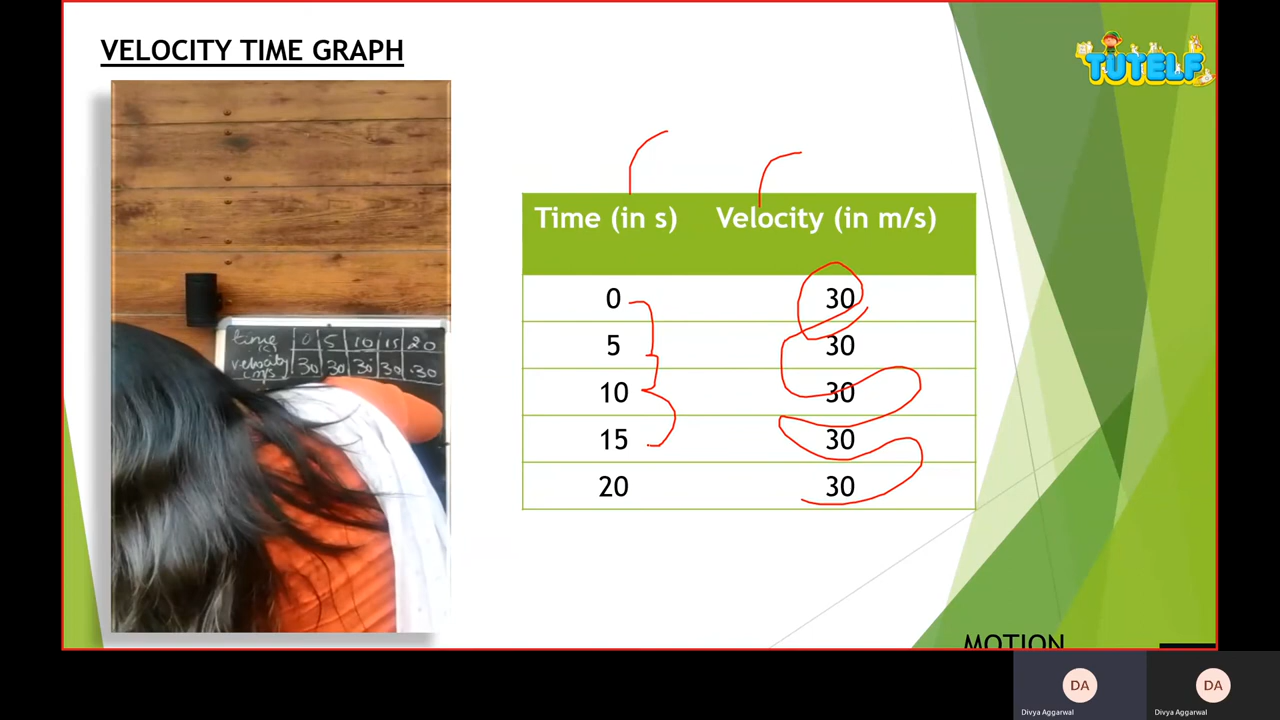 VELOCITY TIME GRAPH
TUTELF
Time (in s) Velocity (in m/s)
0 30
5 30
10 30
15 30
20 30
time 0 5 10 15 20
(s)
velocity 30 30 30 30 30
MOTION
DA DA
Divya Aggarwal Divya Aggarwal